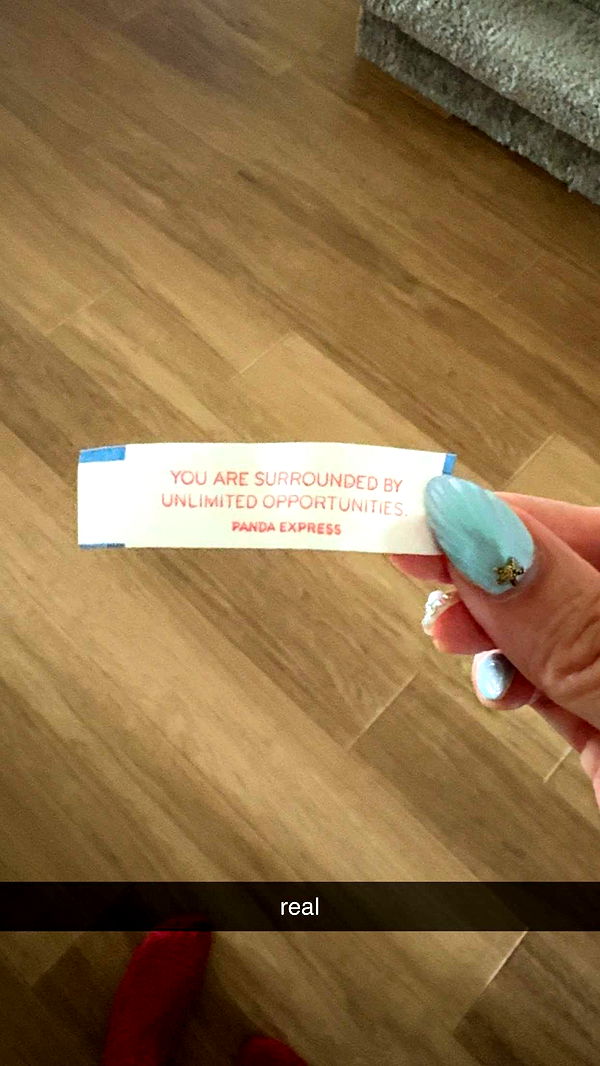 YOU ARE SURROUNDED BY
UNLIMITED OPPORTUNITIES.
PANDA EXPRESS
real